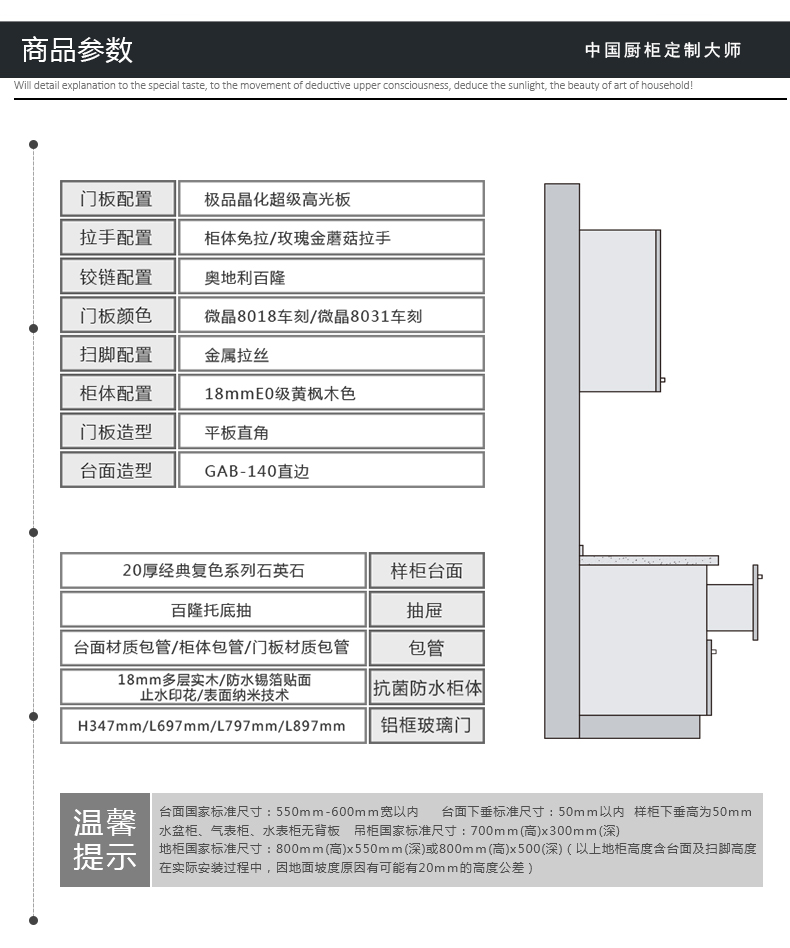 商品参数
中国厨柜定制大师
Will detail explanation to the special taste, to the movement of deductive upper consciousness, deduce the sunlight, the beauty of art of household!
门板配置 极品晶化超级高光板
拉手配置 柜体免拉/玫瑰金蘑菇拉手
铰链配置 奥地利百隆
门板颜色 微晶8018车刻/微晶8031车刻
扫脚配置 金属拉丝
柜体配置 18mmE0级黄枫木色
门板造型 平板直角
台面造型 GAB-140直边
20厚经典复色系列石英石 样柜台面
百隆托底抽 抽屉
台面材质包管/柜体包管/门板材质包管 包管
18mm多层实木/防水锡箔贴面
止水印花/表面纳米技术
抗菌防水柜体
H347mm/L697mm/L797mm/L897mm 铝框玻璃门
温馨
提示
台面国家标准尺寸：550mm-600mm宽以内 台面下垂标准尺寸：50mm以内 样柜下垂高为50mm
水盆柜、气表柜、水表柜无背板 吊柜国家标准尺寸：700mm(高)x300mm(深)
地柜国家标准尺寸：800mm(高)x550mm(深)或800mm(高)x500(深)（以上地柜高度含台面及扫脚高度
在实际安装过程中，因地面坡度原因有可能有20mm的高度公差）